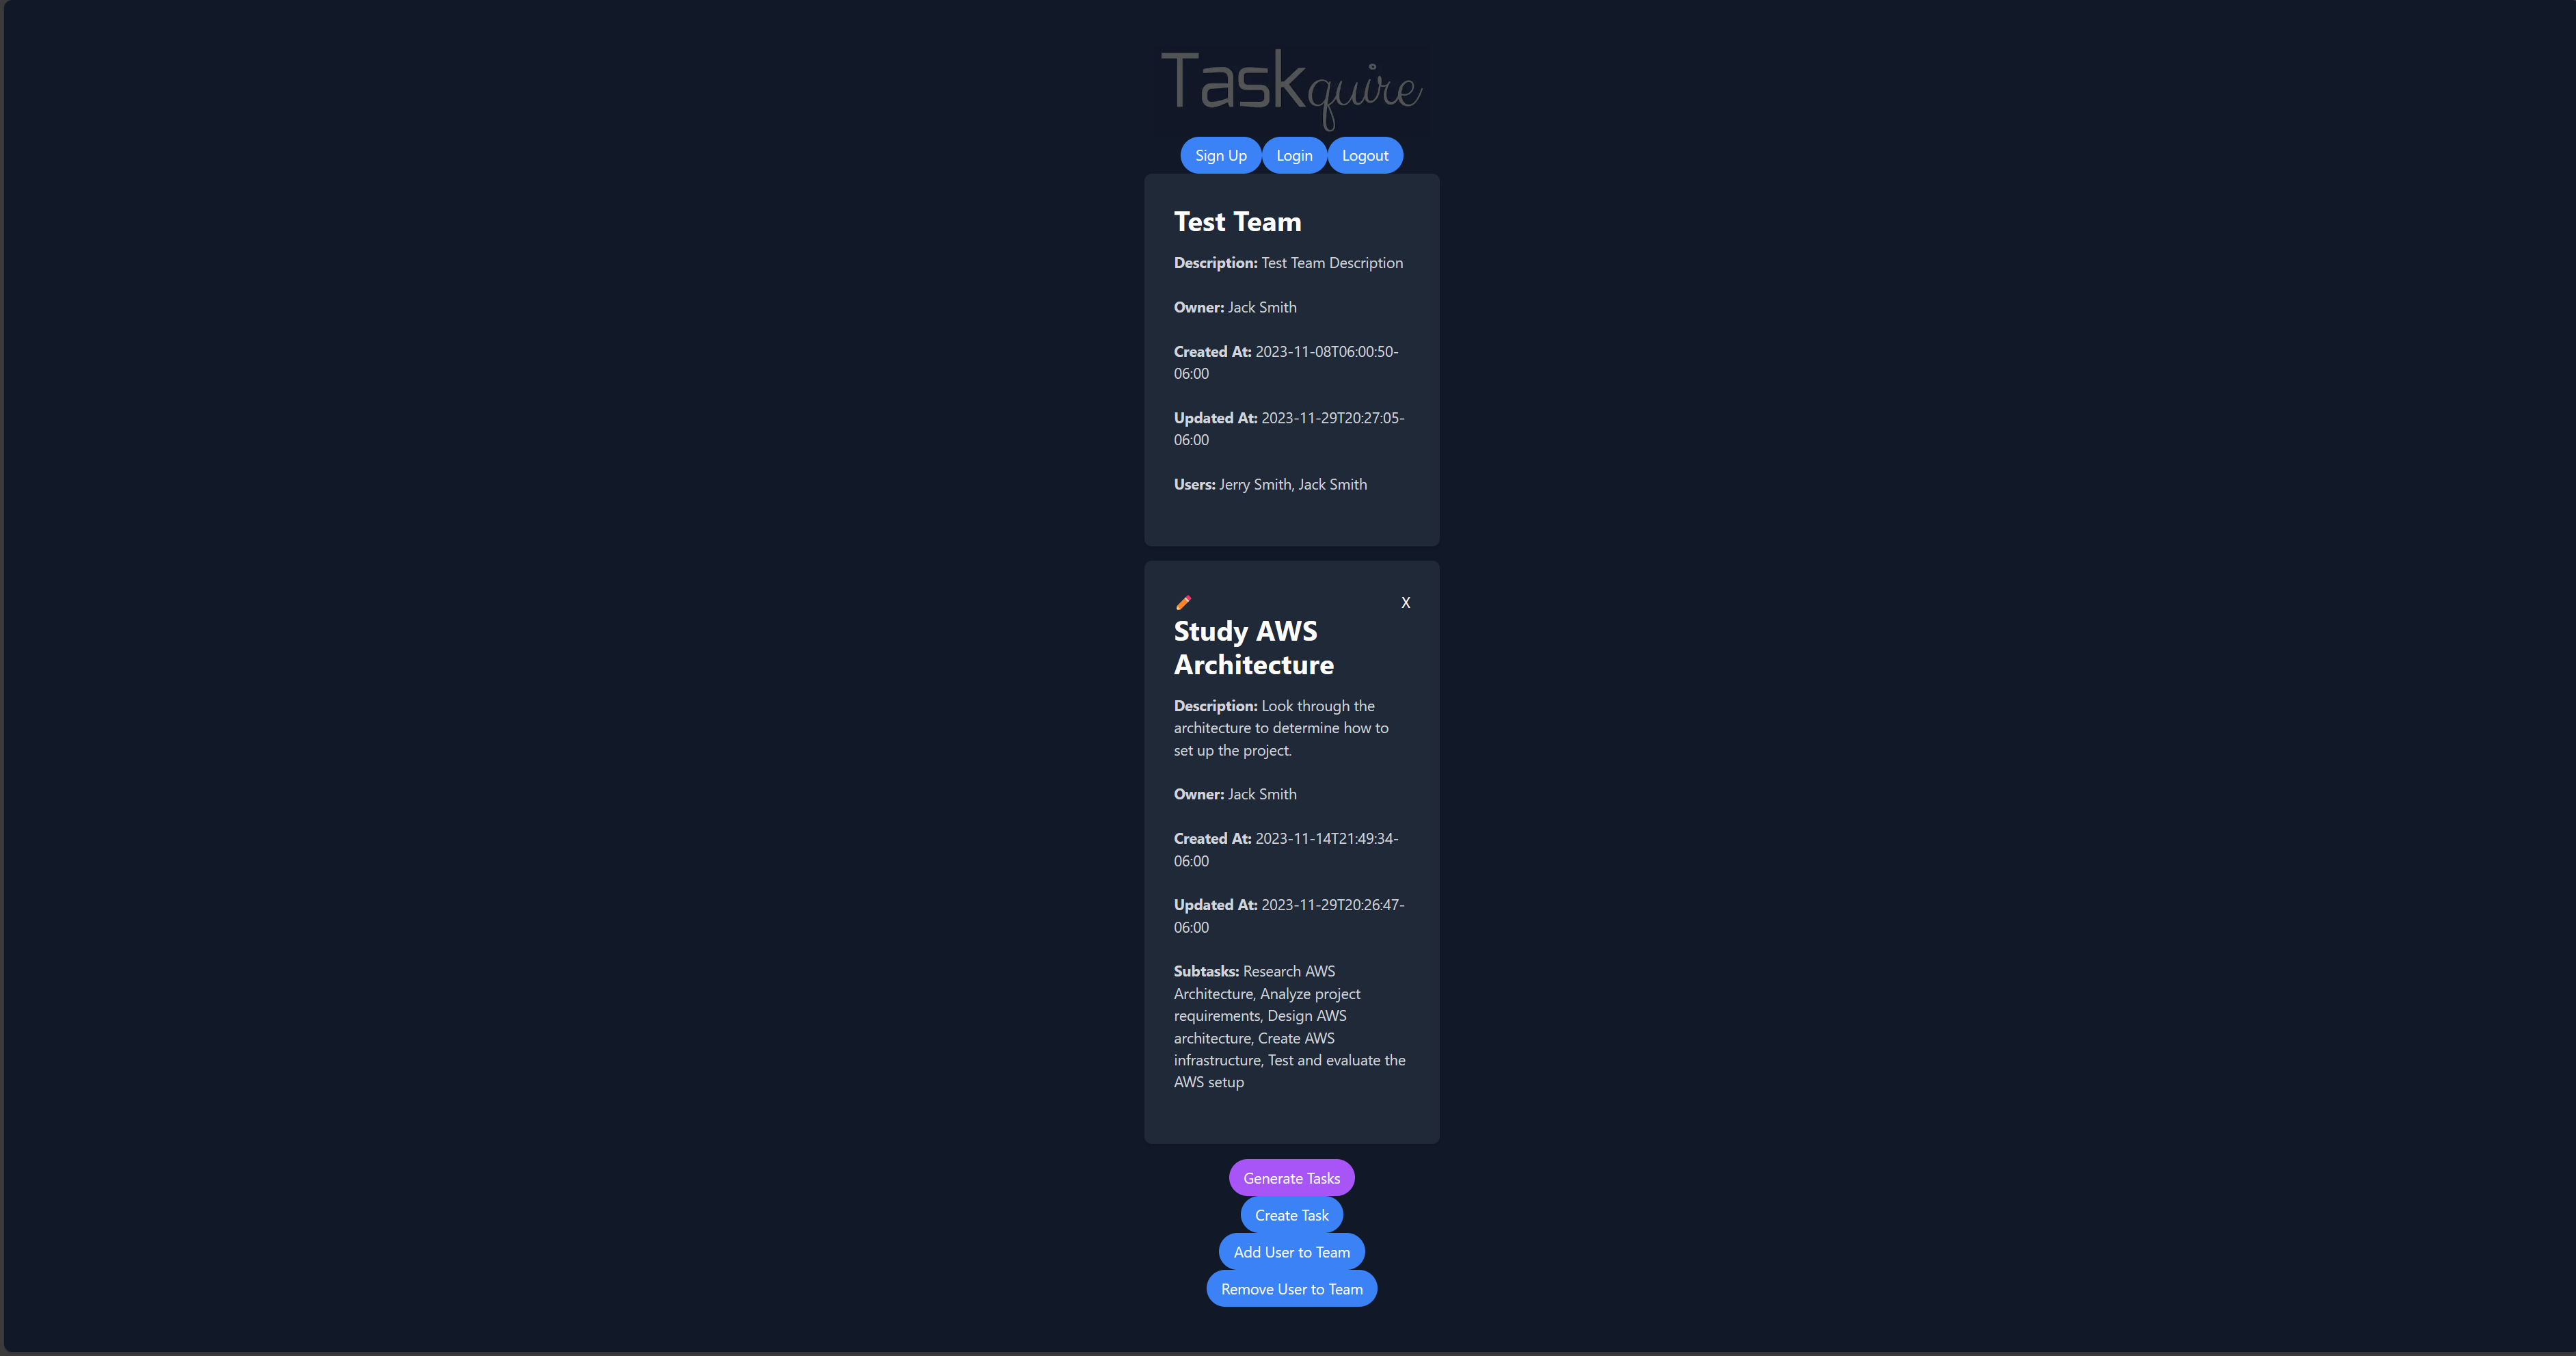 Taskquire
Sign Up Login Logout
Test Team
Description: Test Team Description
Owner: Jack Smith
Created At: 2023-11-08T06:00:50-
06:00
Updated At: 2023-11-29T20:27:05-
06:00
Users: Jerry Smith, Jack Smith
X
Study AWS
Architecture
Description: Look through the
architecture to determine how to
set up the project.
Owner: Jack Smith
Created At: 2023-11-14T21:49:34-
06:00
Updated At: 2023-11-29T20:26:47-
06:00
Subtasks: Research AWS
Architecture, Analyze project
requirements, Design AWS
architecture, Create AWS
infrastructure, Test and evaluate the
AWS setup
Generate Tasks
Create Task
Add User to Team
Remove User to Team